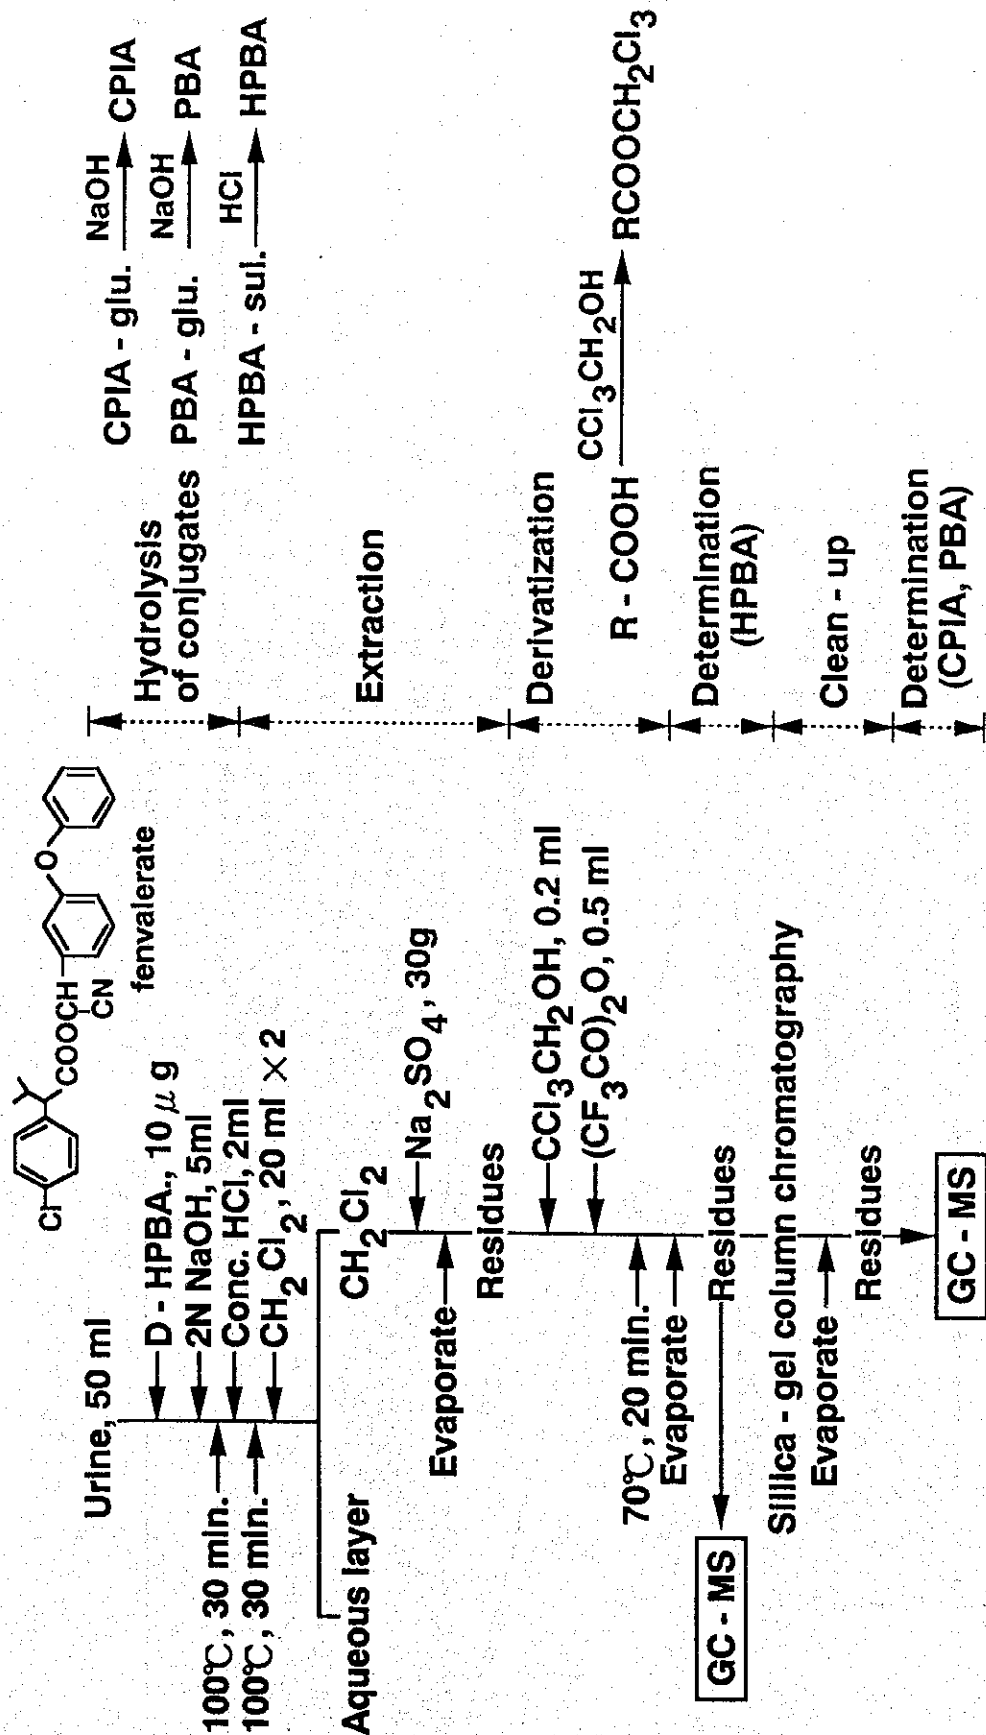 Cl
COOCH
CN
O
fenvalerate
Urine, 50 ml
D - HPBA., 10 μ g
2N NaOH, 5ml
100℃, 30 min.
Conc. HCl, 2ml
100℃, 30 min.
CH2Cl2, 20 ml ×2
Aqueous layer
CH2Cl2
Na2SO4, 30g
Evaporate
Residues
CCl3CH2OH, 0.2 ml
(CF3CO)2O, 0.5 ml
70℃, 20 min.
Evaporate
Residues
GC - MS
Sillica - gel column chromatography
Evaporate
Residues
GC - MS
Hydrolysis
of conjugates
CPIA - glu. NaOH CPIA
PBA - glu. NaOH PBA
HPBA - sul. HCl HPBA
Extraction
Derivatization
R - COOH CCl3CH2OH RCOOCH2Cl3
Determination
(HPBA)
Clean - up
Determination
(CPIA, PBA)